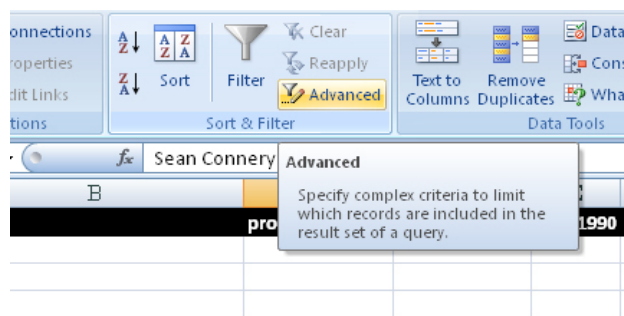 onnections
Clear
Data
roperties
Reapply
Cons
Sort
Filter
Advanced
Text to Columns
Remove Duplicates
Wha
dit Links
tions
Sort & Filter
Data Tools
fx Sean Connery
Advanced
Specify complex criteria to limit
which records are included in the
result set of a query.
B
pro
1990